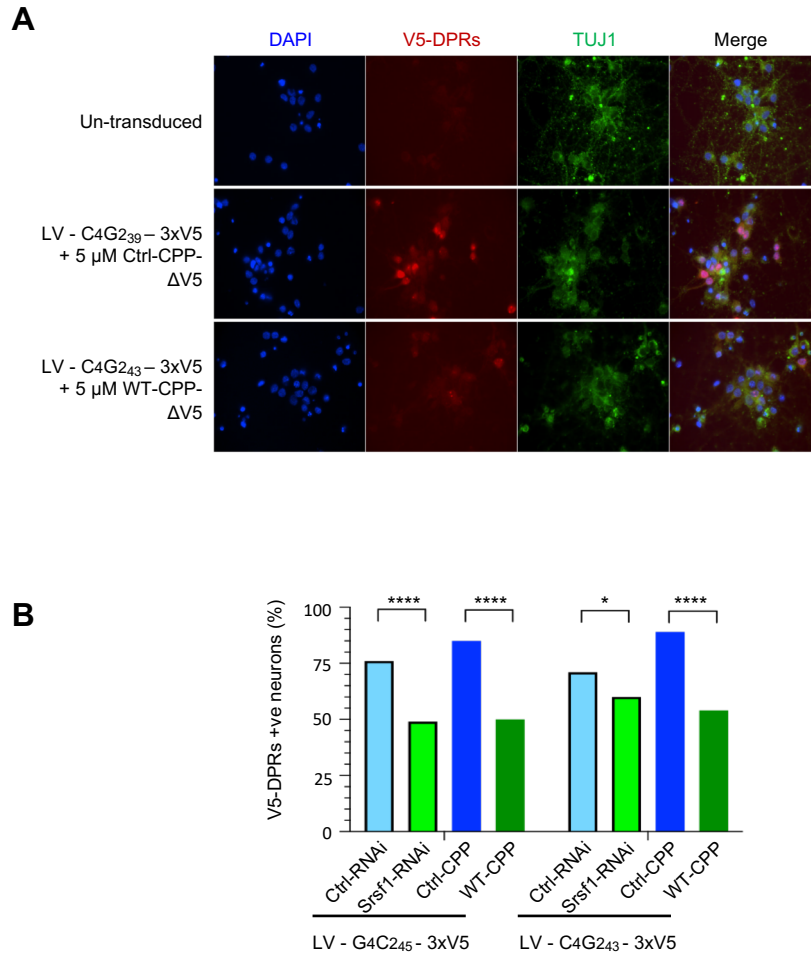 A
DAPI V5-DPRs TUJ1 Merge
Un-transduced
LV - C4G2₃₉ – 3xV5
+ 5 µM Ctrl-CPP-
ΔV5
LV - C4G2₄₃ – 3xV5
+ 5 µM WT-CPP-
ΔV5
B
V5-DPRs +ve neurons (%)
100
75
50
25
0
**** **** * ****
Ctrl-RNAi Srsf1-RNAi Ctrl-CPP WT-CPP Ctrl-RNAi Srsf1-RNAi Ctrl-CPP WT-CPP
LV - G4C2₄₅ - 3xV5 LV - C4G2₄₃ - 3xV5